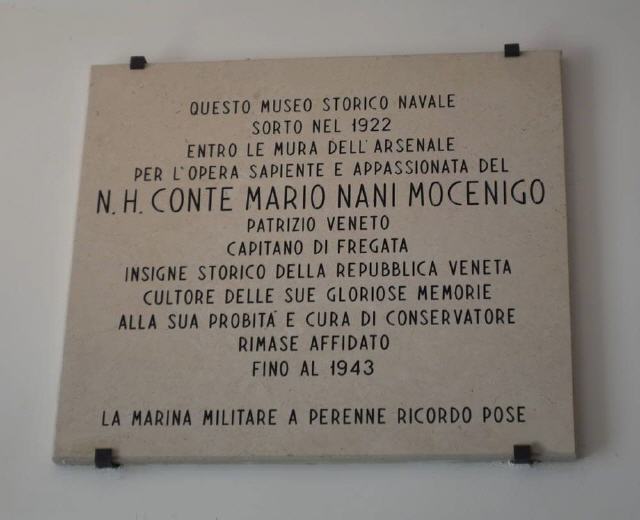 QUESTO MUSEO STORICO NAVALE
SORTO NEL 1922
ENTRO LE MURA DELL'ARSENALE
PER L'OPERA SAPIENTE E APPASSIONATA DEL
N. H. CONTE MARIO NANI MOCENIGO
PATRIZIO VENETO
CAPITANO DI FREGATA
INSIGNE STORICO DELLA REPUBBLICA VENETA
CULTORE DELLE SUE GLORIOSE MEMORIE
ALLA SUA PROBITÀ E CURA DI CONSERVATORE
RIMASE AFFIDATO
FINO AL 1943
LA MARINA MILITARE A PERENNE RICORDO POSE